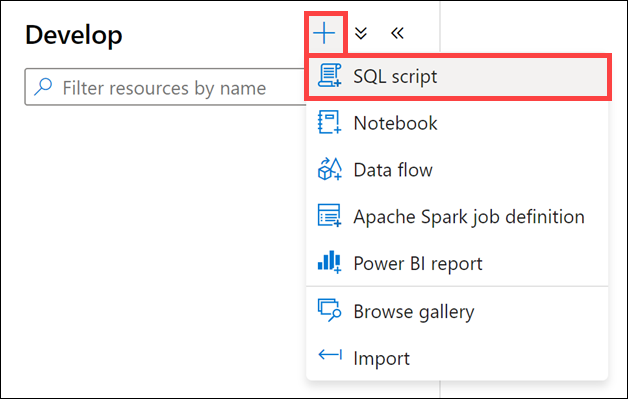 Develop
Filter resources by name
SQL script
Notebook
Data flow
Apache Spark job definition
Power BI report
Browse gallery
Import